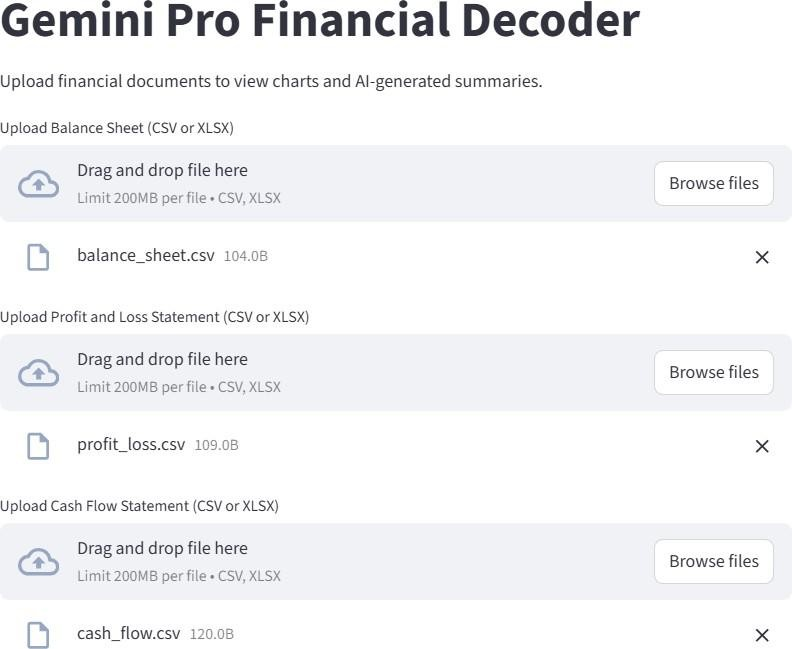 Gemini Pro Financial Decoder
Upload financial documents to view charts and AI-generated summaries.
Upload Balance Sheet (CSV or XLSX)
Drag and drop file here
Limit 200MB per file • CSV, XLSX
Browse files
balance_sheet.csv 104.0B
Upload Profit and Loss Statement (CSV or XLSX)
Drag and drop file here
Limit 200MB per file • CSV, XLSX
Browse files
profit_loss.csv 109.0B
Upload Cash Flow Statement (CSV or XLSX)
Drag and drop file here
Limit 200MB per file • CSV, XLSX
Browse files
cash_flow.csv 120.0B